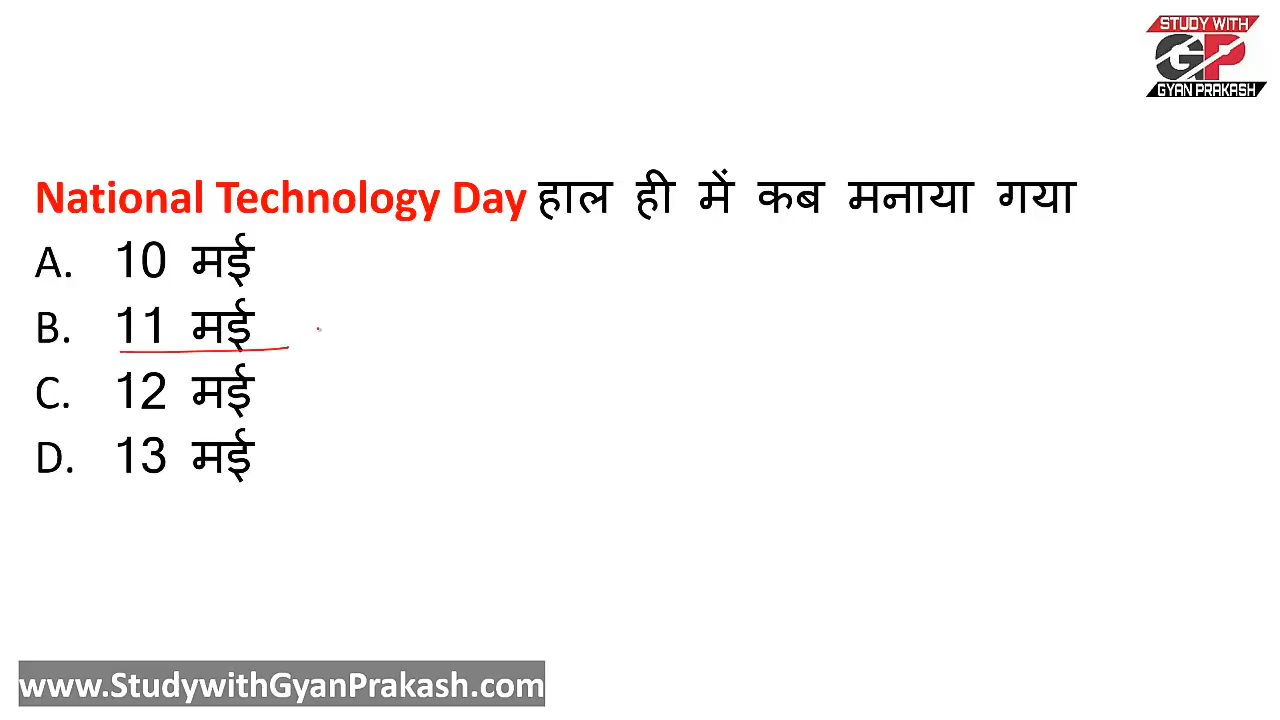 STUDY WITH
GP
GYAN PRAKASH
National Technology Day हाल ही में कब मनाया गया
A. 10 मई
B. 11 मई
C. 12 मई
D. 13 मई
www.StudywithGyanPrakash.com